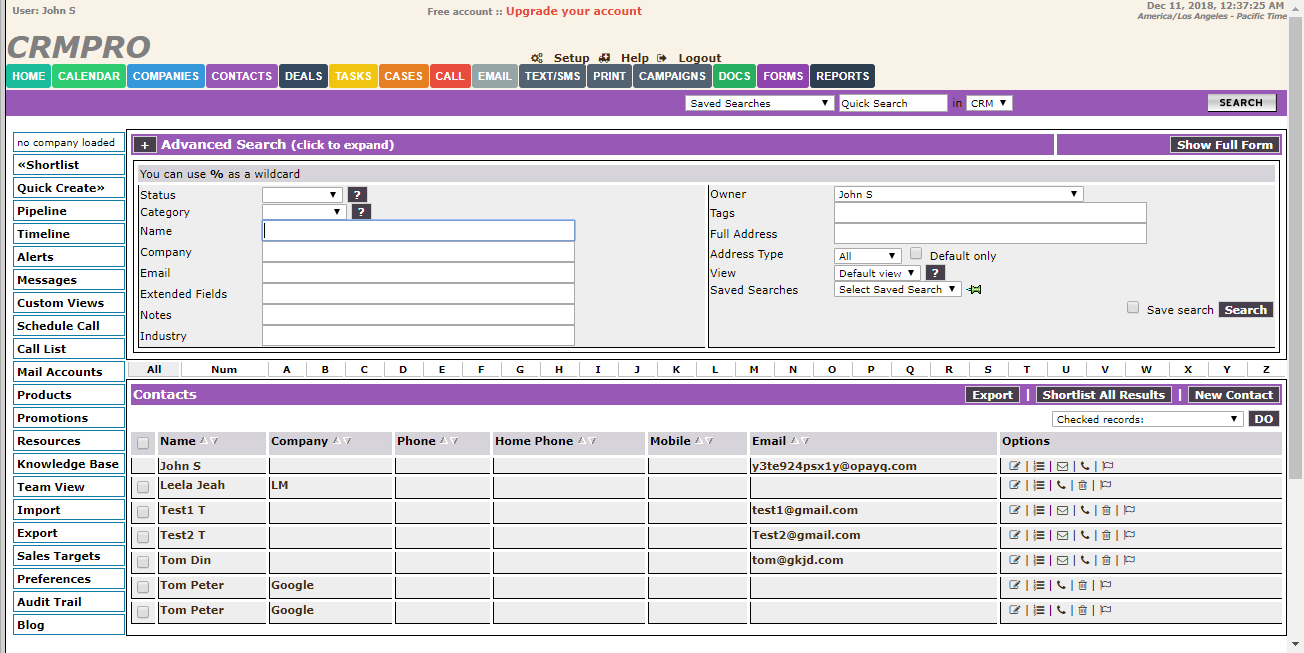 User: John S
Free account :: Upgrade your account
Dec 11, 2018, 12:37:25 AM
America/Los Angeles - Pacific Time
CRMPRO
Setup Help Logout
HOME CALENDAR COMPANIES CONTACTS DEALS TASKS CASES CALL EMAIL TEXT/SMS PRINT CAMPAIGNS DOCS FORMS REPORTS
Saved Searches Quick Search in CRM SEARCH
no company loaded
«Shortlist
Quick Create»
Pipeline
Timeline
Alerts
Messages
Custom Views
Schedule Call
Call List
Mail Accounts
Products
Promotions
Resources
Knowledge Base
Team View
Import
Export
Sales Targets
Preferences
Audit Trail
Blog
+ Advanced Search (click to expand) Show Full Form
You can use % as a wildcard
Status ?
Category ?
Name
Company
Email
Extended Fields
Notes
Industry
Owner John S
Tags
Full Address
Address Type All Default only
View Default view ?
Saved Searches Select Saved Search
Save search Search
All Num A B C D E F G H I J K L M N O P Q R S T U V W X Y Z
Contacts Export | Shortlist All Results | New Contact
Checked records: DO
Name Company Phone Home Phone Mobile Email Options
John S y3te924psx1y@opayq.com
Leela Jeah LM
Test1 T test1@gmail.com
Test2 T Test2@gmail.com
Tom Din tom@gkjd.com
Tom Peter Google
Tom Peter Google